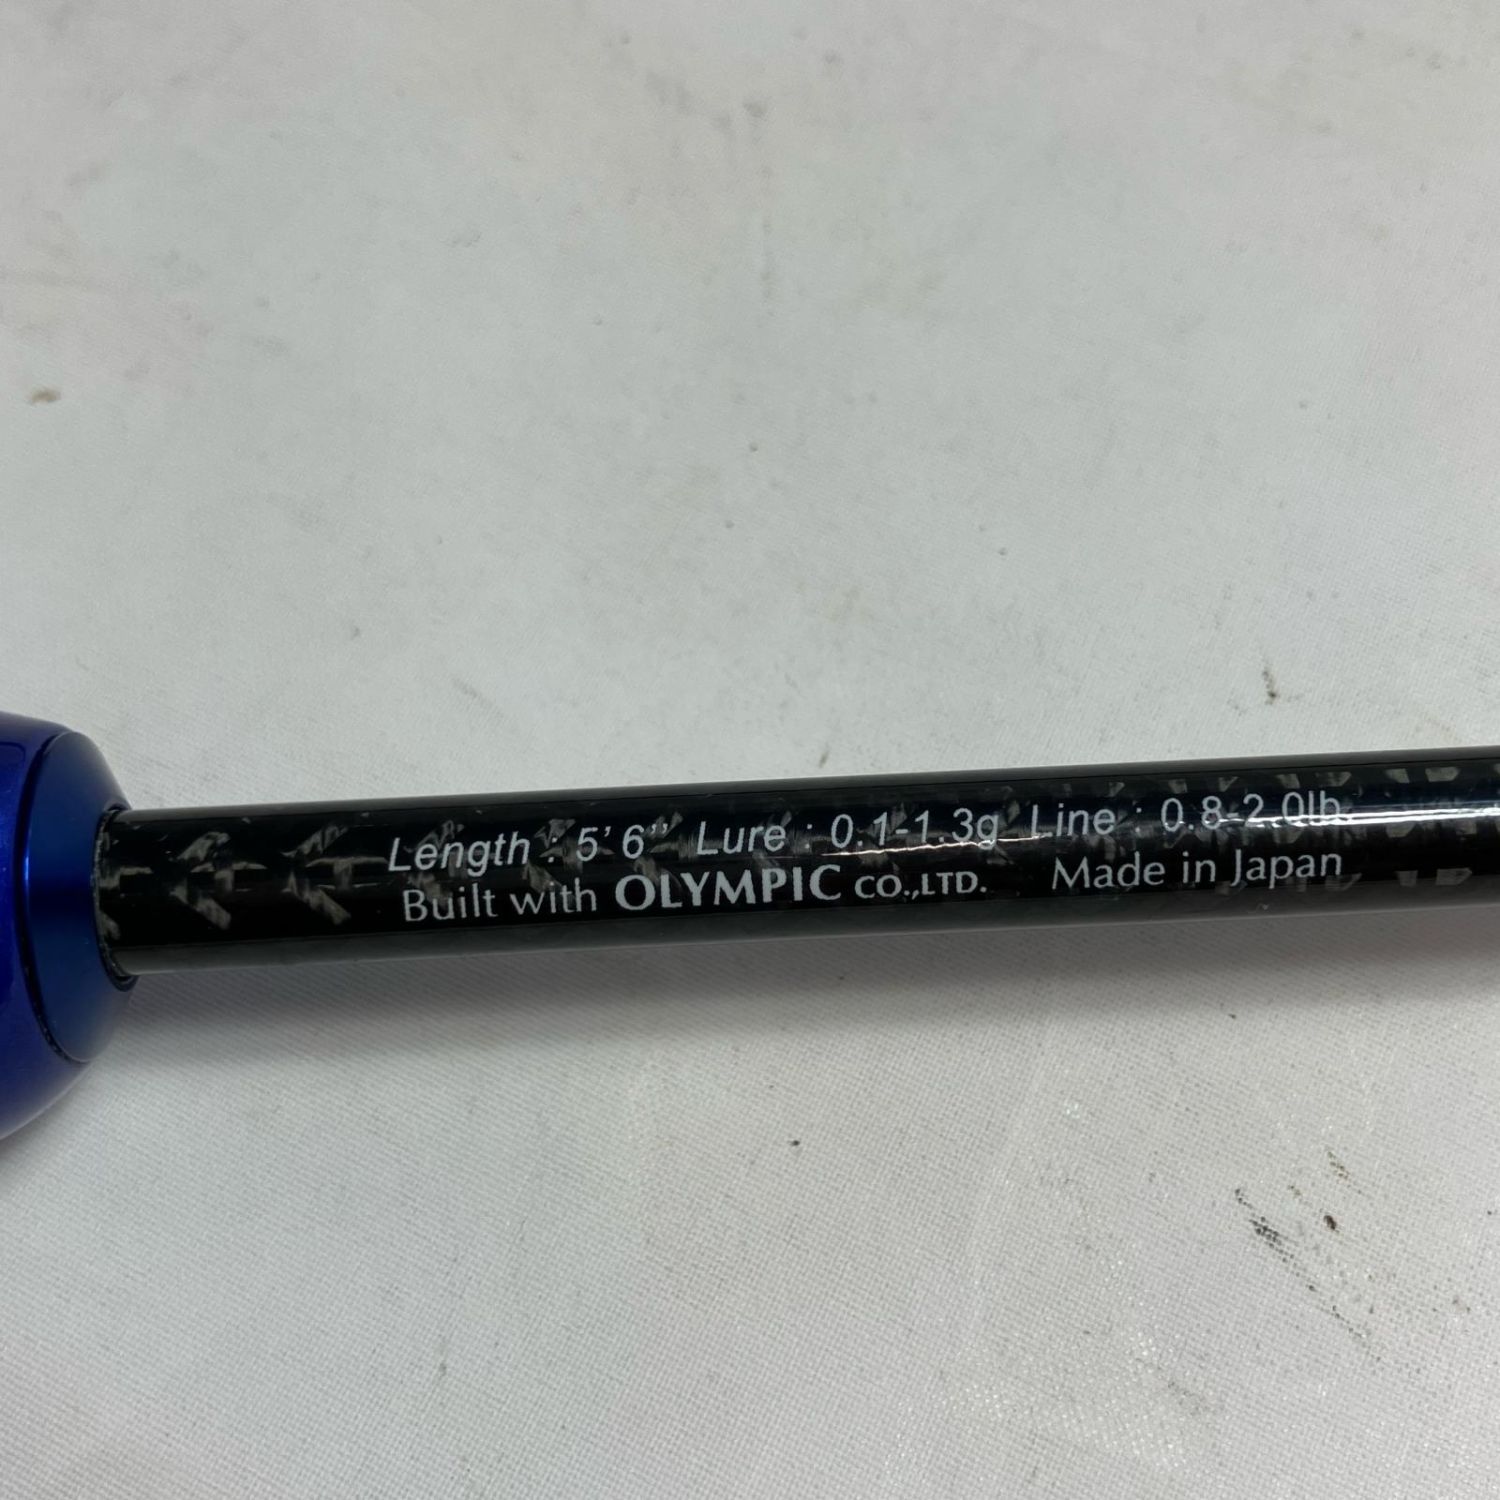 Length : 5' 6" Lure : 0.1-1.3g Line : 0.8-2.0lb.
Built with OLYMPIC CO.,LTD. Made in Japan